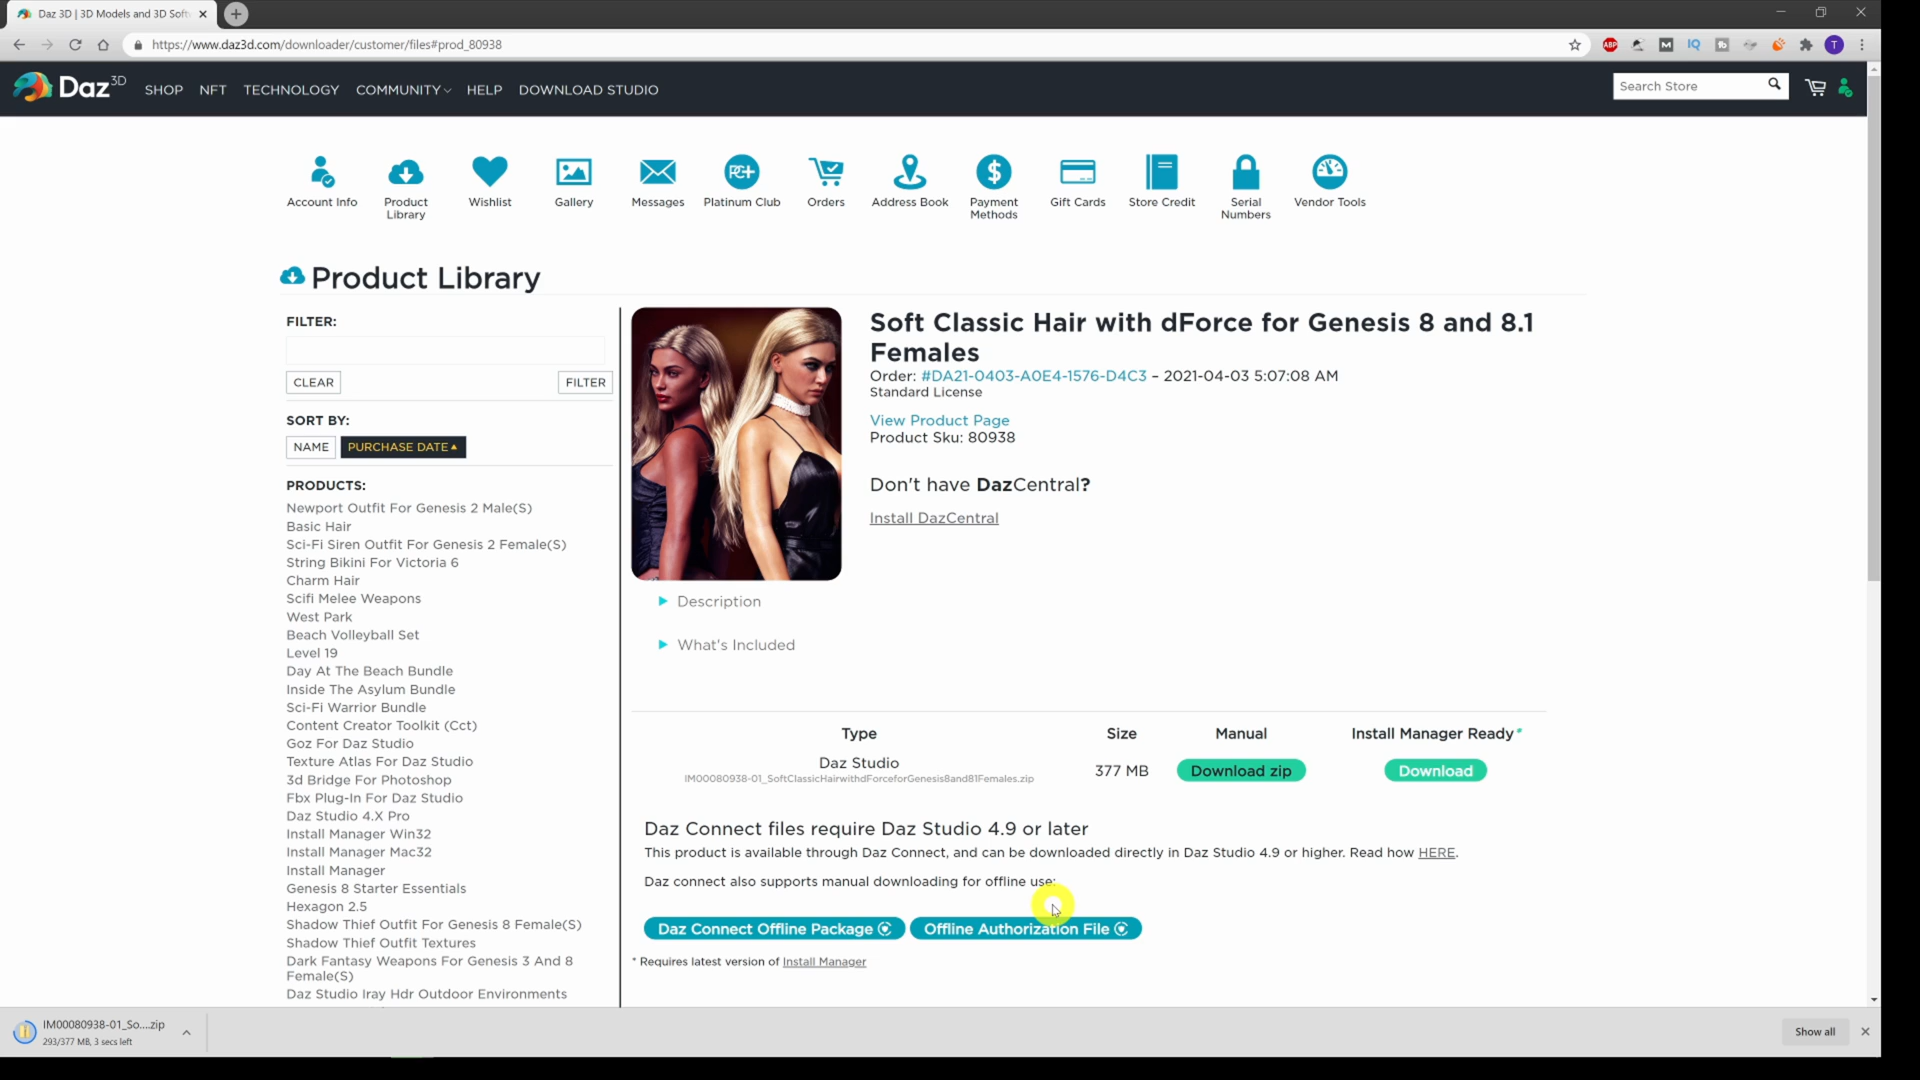 Daz 3D | 3D Models and 3D Soft
https://www.daz3d.com/downloader/customer/files#prod_80938
ABP M IQ T
Daz 3D SHOP NFT TECHNOLOGY COMMUNITY HELP DOWNLOAD STUDIO
Search Store
PC+ $
Account Info Product Library Wishlist Gallery Messages Platinum Club Orders Address Book Payment Methods Gift Cards Store Credit Serial Numbers Vendor Tools
Product Library
FILTER:
CLEAR FILTER
SORT BY:
NAME PURCHASE DATE
PRODUCTS:
Newport Outfit For Genesis 2 Male(S)
Basic Hair
Sci-Fi Siren Outfit For Genesis 2 Female(S)
String Bikini For Victoria 6
Charm Hair
Scifi Melee Weapons
West Park
Beach Volleyball Set
Level 19
Day At The Beach Bundle
Inside The Asylum Bundle
Sci-Fi Warrior Bundle
Content Creator Toolkit (Cct)
Goz For Daz Studio
Texture Atlas For Daz Studio
3d Bridge For Photoshop
Fbx Plug-In For Daz Studio
Daz Studio 4.X Pro
Install Manager Win32
Install Manager Mac32
Install Manager
Genesis 8 Starter Essentials
Hexagon 2.5
Shadow Thief Outfit For Genesis 8 Female(S)
Shadow Thief Outfit Textures
Dark Fantasy Weapons For Genesis 3 And 8
Female(S)
Daz Studio Iray Hdr Outdoor Environments
Soft Classic Hair with dForce for Genesis 8 and 8.1
Females
Order: #DA21-0403-A0E4-1576-D4C3 – 2021-04-03 5:07:08 AM
Standard License
View Product Page
Product Sku: 80938
Don't have DazCentral?
Install DazCentral
Description
What's Included
Type Size Manual Install Manager Ready *
Daz Studio
IM00080938-01_SoftClassicHairwithdForceforGenesis8and81Females.zip
377 MB Download zip Download
Daz Connect files require Daz Studio 4.9 or later
This product is available through Daz Connect, and can be downloaded directly in Daz Studio 4.9 or higher. Read how HERE.
Daz connect also supports manual downloading for offline use:
Daz Connect Offline Package Offline Authorization File
* Requires latest version of Install Manager
IM00080938-01_So....zip
293/377 MB, 3 secs left
Show all